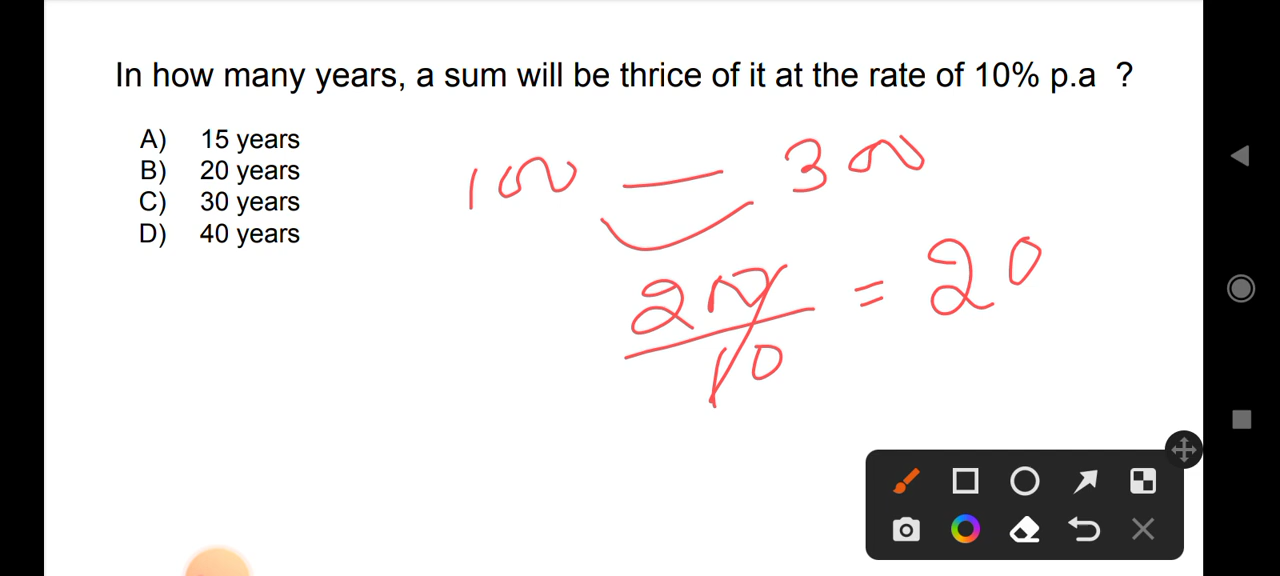 In how many years, a sum will be thrice of it at the rate of 10% p.a ?
A) 15 years
B) 20 years
C) 30 years
D) 40 years
100 — 300
200
10
= 20